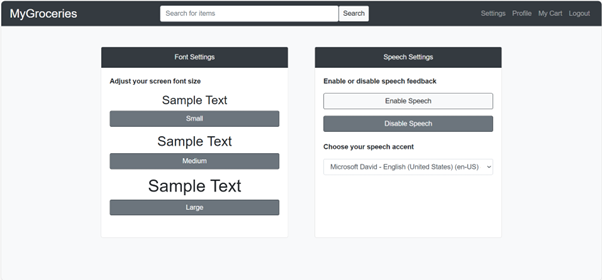 MyGroceries
Search for items
Search
Settings
Profile
My Cart
Logout
Font Settings
Adjust your screen font size
Sample Text
Small
Sample Text
Medium
Sample Text
Large
Speech Settings
Enable or disable speech feedback
Enable Speech
Disable Speech
Choose your speech accent
Microsoft David - English (United States) (en-US)